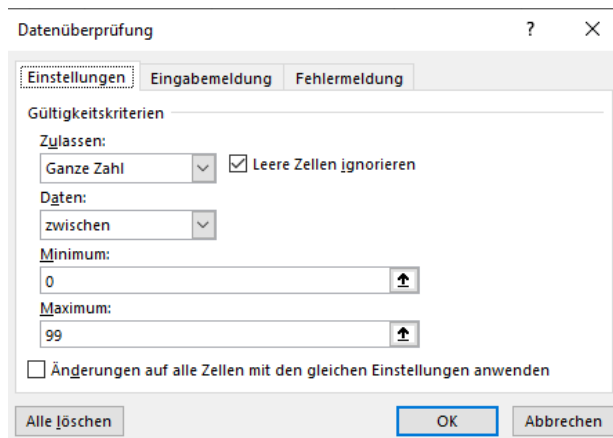 Datenüberprüfung ? ×
Einstellungen Eingabemeldung Fehlermeldung
Gültigkeitskriterien
Zulassen:
Ganze Zahl Leere Zellen ignorieren
Daten:
zwischen
Minimum:
0
Maximum:
99
Änderungen auf alle Zellen mit den gleichen Einstellungen anwenden
Alle löschen OK Abbrechen